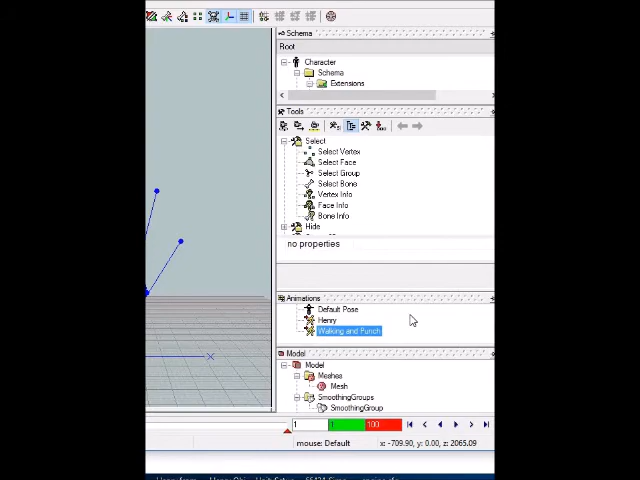 Schema
Root
Character
Schema
Extensions
Tools
Select
Select Vertex
Select Face
Select Group
Select Bone
Vertex Info
Face Info
Bone Info
Hide
no properties
Animations
Default Pose
Henry
Walking and Punch
Model
Model
Meshes
Mesh
SmoothingGroups
SmoothingGroup
1 1 100
mouse: Default x: -709.90, y: 0.00, z: 2065.09